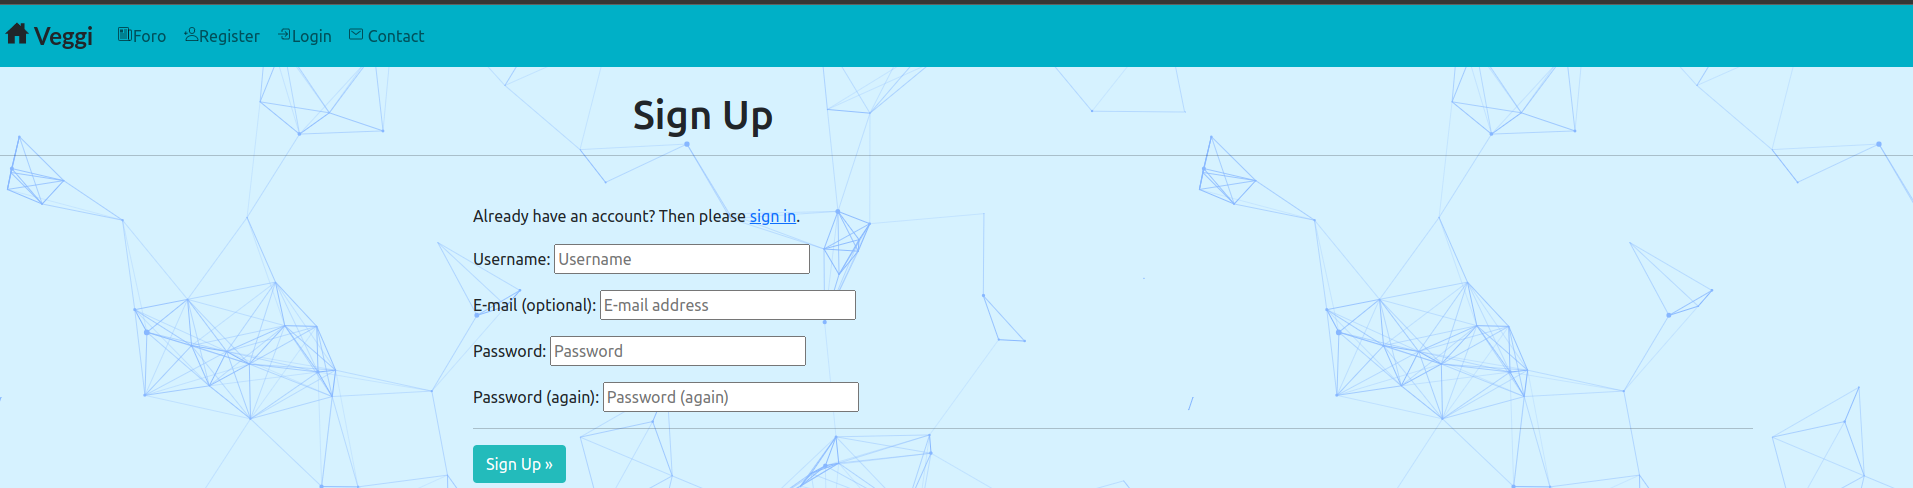 Veggi Foro Register Login Contact
Sign Up
Already have an account? Then please sign in.
Username: Username
E-mail (optional): E-mail address
Password: Password
Password (again): Password (again)
Sign Up »